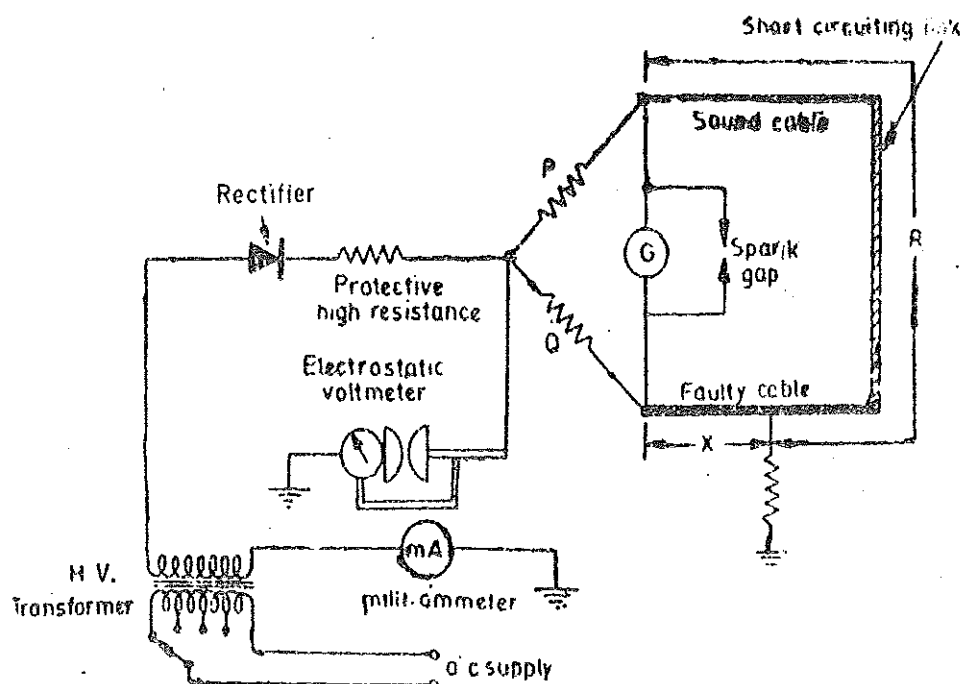 Short circuiting link
Sound cable
P
Rectifier
R
G
Spark
gap
Protective
high resistance
Q
Electrostatic
voltmeter
Faulty cable
X
mA
H V.
Transformer
milli-ammeter
a c supply